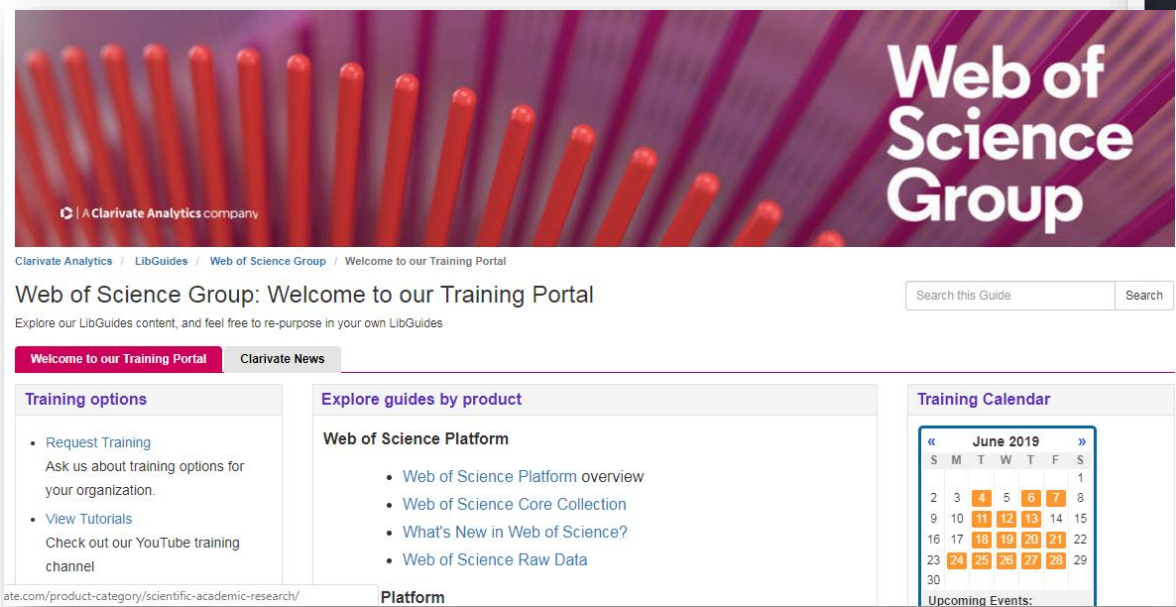 Web of
Science
Group
A Clarivate Analytics company
Clarivate Analytics / LibGuides / Web of Science Group / Welcome to our Training Portal
Web of Science Group: Welcome to our Training Portal
Search this Guide
Search
Explore our LibGuides content, and feel free to re-purpose in your own LibGuides
Welcome to our Training Portal
Clarivate News
Training options
• Request Training
Ask us about training options for
your organization.
• View Tutorials
Check out our YouTube training
channel
Explore guides by product
Web of Science Platform
• Web of Science Platform overview
• Web of Science Core Collection
• What's New in Web of Science?
• Web of Science Raw Data
Platform
Training Calendar
« June 2019 »
S M T W T F S
1
2 3 4 5 6 7 8
9 10 11 12 13 14 15
16 17 18 19 20 21 22
23 24 25 26 27 28 29
30
Upcoming Events:
ate.com/product-category/scientific-academic-research/